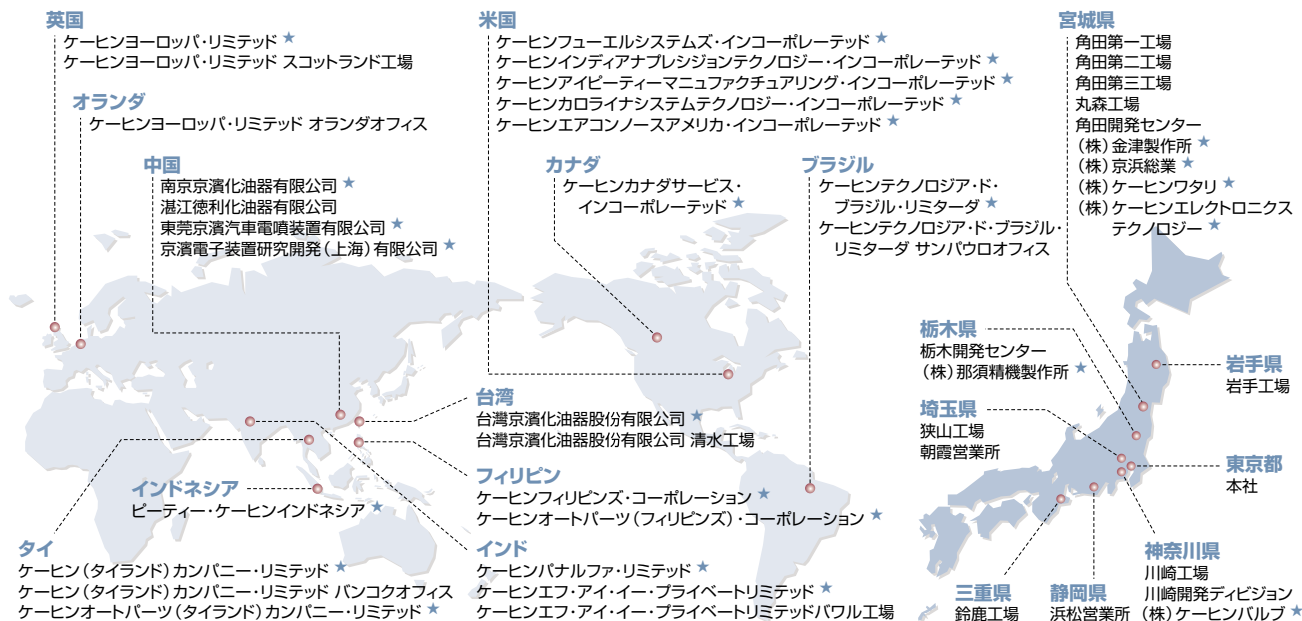 英国
ケーヒンヨーロッパ・リミテッド ★
ケーヒンヨーロッパ・リミテッド スコットランド工場
オランダ
ケーヒンヨーロッパ・リミテッド オランダオフィス
中国
南京京濱化油器有限公司 ★
湛江徳利化油器有限公司
東莞京濱汽車電噴装置有限公司 ★
京濱電子装置研究開発(上海)有限公司 ★
米国
ケーヒンフューエルシステムズ・インコーポレーテッド ★
ケーヒンインディアナプレシジョンテクノロジー・インコーポレーテッド ★
ケーヒンアイピーティーマニュファクチュアリング・インコーポレーテッド ★
ケーヒンカロライナシステムテクノロジー・インコーポレーテッド ★
ケーヒンエアコンノースアメリカ・インコーポレーテッド ★
カナダ
ケーヒンカナダサービス・
インコーポレーテッド ★
ブラジル
ケーヒンテクノロジア・ド・
ブラジル・リミターダ ★
ケーヒンテクノロジア・ド・ブラジル・
リミターダ サンパウロオフィス
宮城県
角田第一工場
角田第二工場
角田第三工場
丸森工場
角田開発センター
(株)金津製作所 ★
(株)京浜総業 ★
(株)ケーヒンワタリ ★
(株)ケーヒンエレクトロニクス
テクノロジー ★
栃木県
栃木開発センター
(株)那須精機製作所 ★
岩手県
岩手工場
埼玉県
狭山工場
朝霞営業所
東京都
本社
台湾
台灣京濱化油器股份有限公司 ★
台灣京濱化油器股份有限公司 清水工場
フィリピン
ケーヒンフィリピンズ・コーポレーション ★
ケーヒンオートパーツ(フィリピンズ)・コーポレーション ★
インドネシア
ピーティー・ケーヒンインドネシア ★
タイ
ケーヒン(タイランド)カンパニー・リミテッド ★
ケーヒン(タイランド)カンパニー・リミテッド バンコクオフィス
ケーヒンオートパーツ(タイランド)カンパニー・リミテッド ★
インド
ケーヒンパナルファ・リミテッド ★
ケーヒンエフ・アイ・イー・プライベートリミテッド ★
ケーヒンエフ・アイ・イー・プライベートリミテッドバワル工場
三重県
鈴鹿工場
静岡県
浜松営業所
神奈川県
川崎工場
川崎開発ディビジョン
(株)ケーヒンバルブ ★